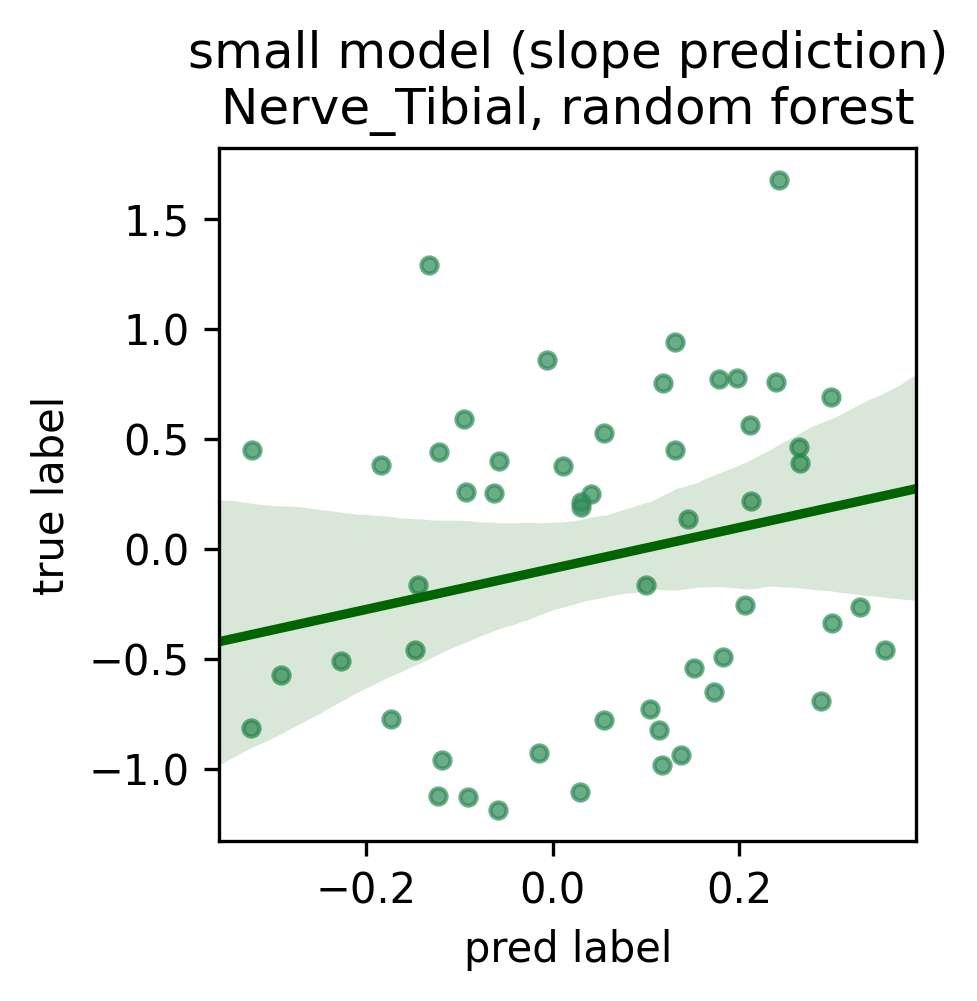 small model (slope prediction)
Nerve_Tibial, random forest
1.5
1.0
0.5
0.0
−0.5
−1.0
true label
−0.2
0.0
0.2
pred label